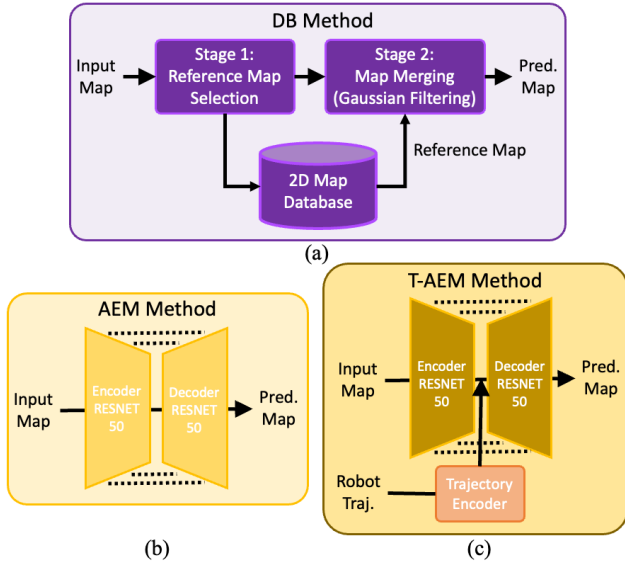 DB Method
Input
Map
Stage 1:
Reference Map
Selection
Stage 2:
Map Merging
(Gaussian Filtering)
Pred.
Map
Reference Map
2D Map
Database
(a)
AEM Method
Input
Map
Encoder
RESNET
50
Decoder
RESNET
50
Pred.
Map
(b)
T-AEM Method
Input
Map
Encoder
RESNET
50
Decoder
RESNET
50
Pred.
Map
Robot
Traj.
Trajectory
Encoder
(c)